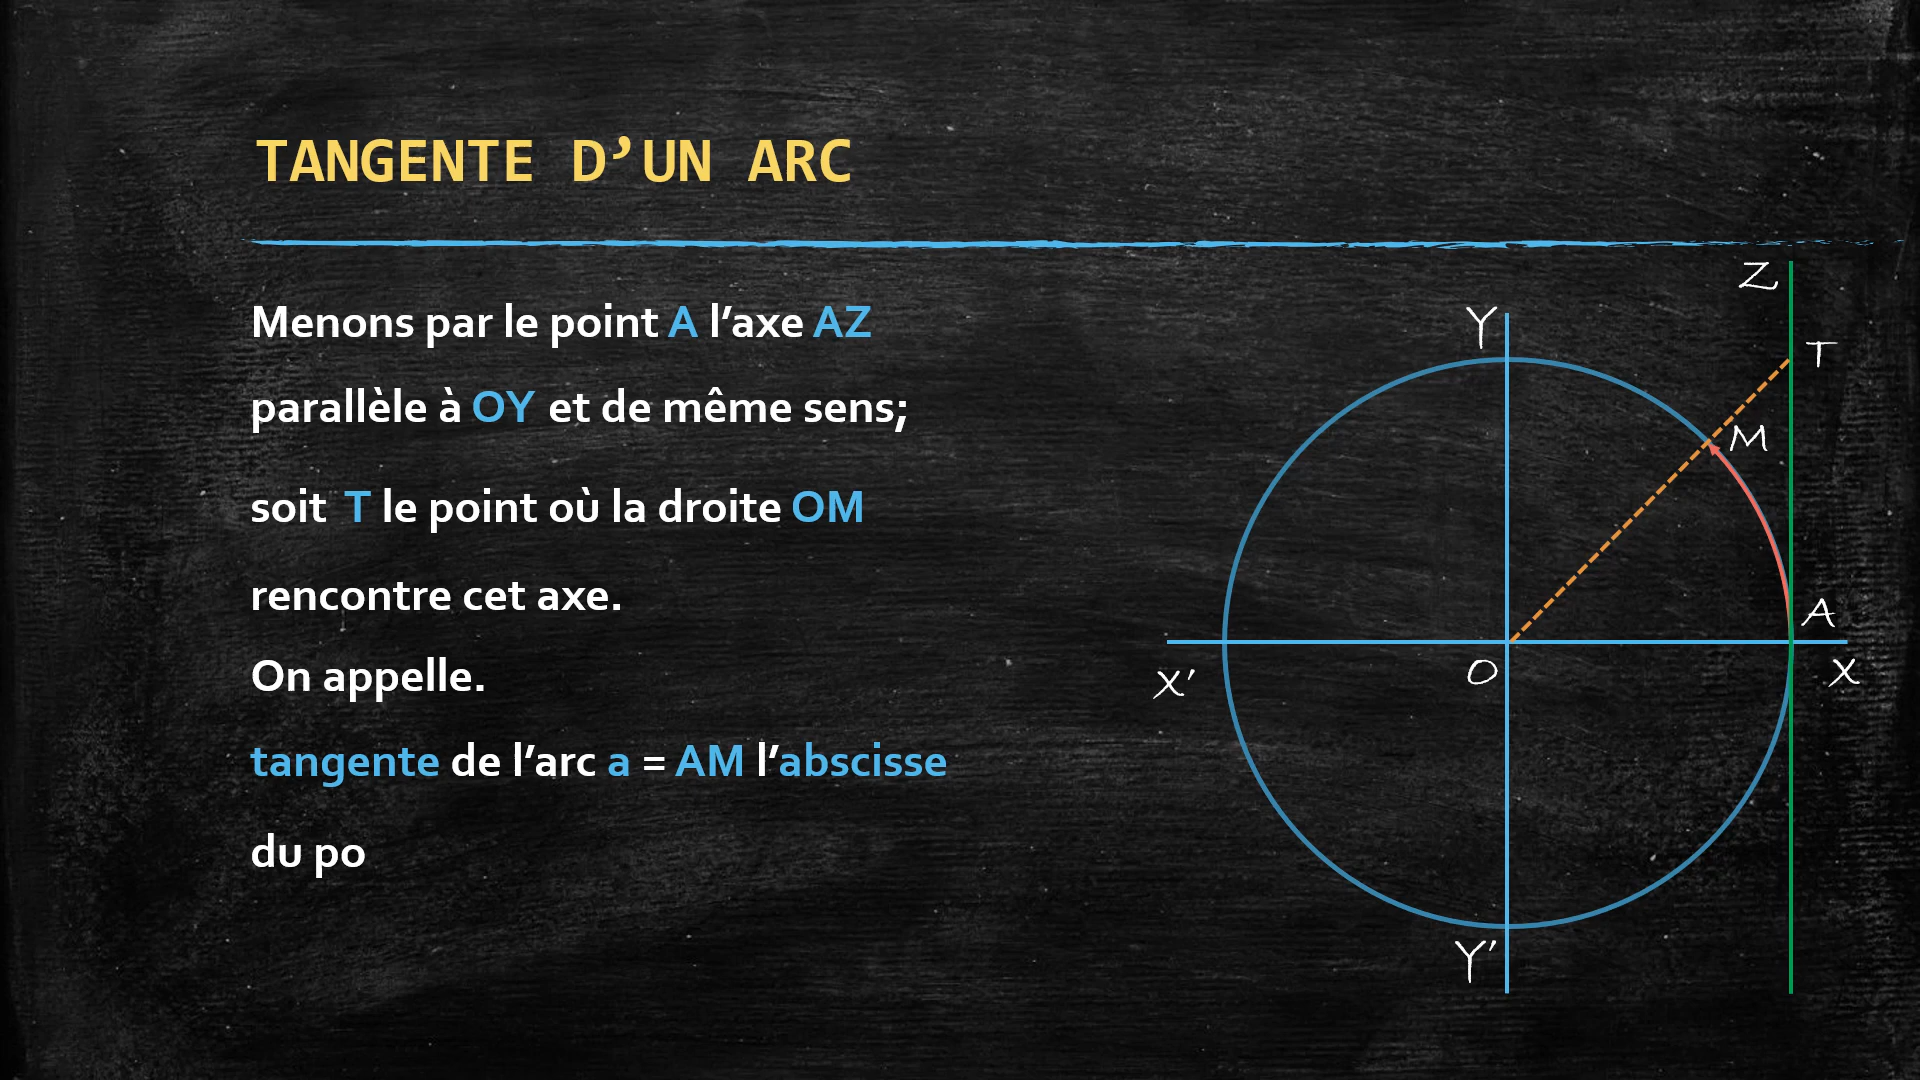 TANGENTE D’UN ARC
Menons par le point A l’axe AZ
parallèle à OY et de même sens;
soit T le point où la droite OM
rencontre cet axe.
On appelle.
tangente de l’arc a = AM l’abscisse
du po
Z
Y
T
M
A
O
X
X'
Y'